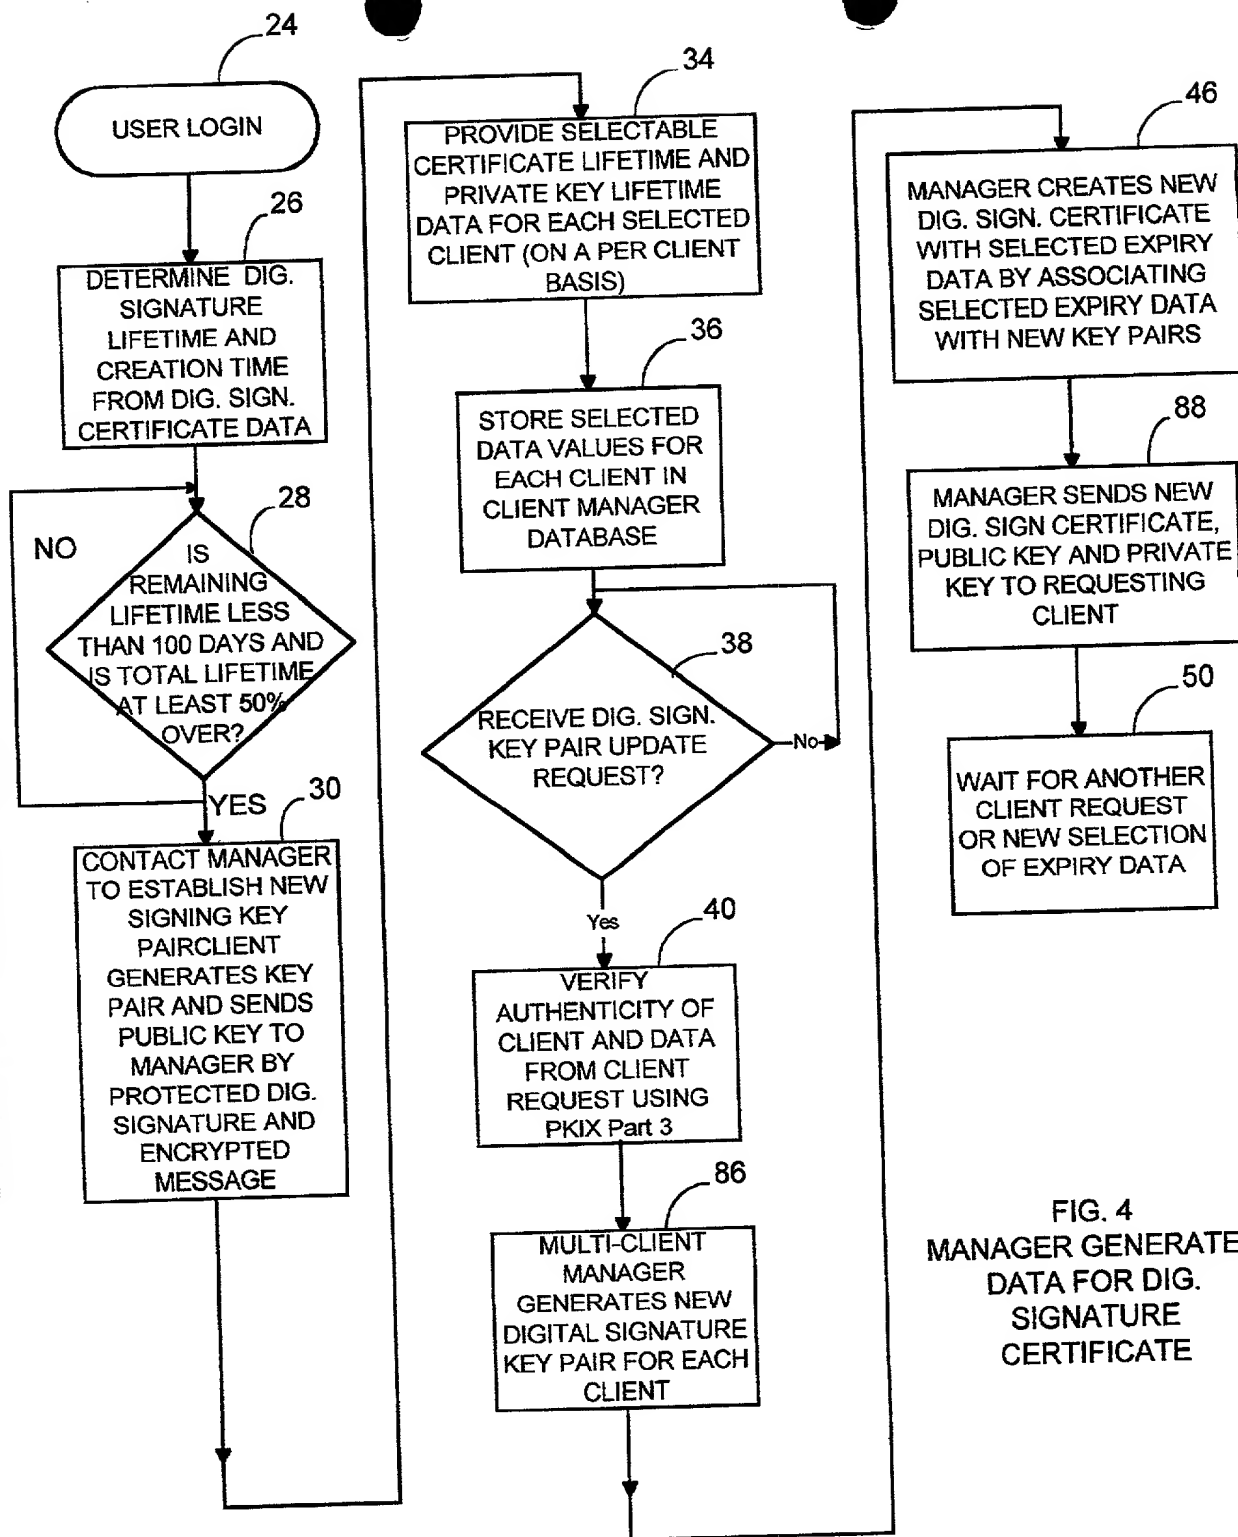 24
USER LOGIN
26
DETERMINE DIG.
SIGNATURE
LIFETIME AND
CREATION TIME
FROM DIG. SIGN.
CERTIFICATE DATA
28
NO
IS
REMAINING
LIFETIME LESS
THAN 100 DAYS AND
IS TOTAL LIFETIME
AT LEAST 50%
OVER?
YES
30
CONTACT MANAGER
TO ESTABLISH NEW
SIGNING KEY
PAIRCLIENT
GENERATES KEY
PAIR AND SENDS
PUBLIC KEY TO
MANAGER BY
PROTECTED DIG.
SIGNATURE AND
ENCRYPTED
MESSAGE
34
PROVIDE SELECTABLE
CERTIFICATE LIFETIME AND
PRIVATE KEY LIFETIME
DATA FOR EACH SELECTED
CLIENT (ON A PER CLIENT
BASIS)
36
STORE SELECTED
DATA VALUES FOR
EACH CLIENT IN
CLIENT MANAGER
DATABASE
38
RECEIVE DIG. SIGN.
KEY PAIR UPDATE
REQUEST?
No
Yes
40
VERIFY
AUTHENTICITY OF
CLIENT AND DATA
FROM CLIENT
REQUEST USING
PKIX Part 3
86
MULTI-CLIENT
MANAGER
GENERATES NEW
DIGITAL SIGNATURE
KEY PAIR FOR EACH
CLIENT
46
MANAGER CREATES NEW
DIG. SIGN. CERTIFICATE
WITH SELECTED EXPIRY
DATA BY ASSOCIATING
SELECTED EXPIRY DATA
WITH NEW KEY PAIRS
88
MANAGER SENDS NEW
DIG. SIGN CERTIFICATE,
PUBLIC KEY AND PRIVATE
KEY TO REQUESTING
CLIENT
50
WAIT FOR ANOTHER
CLIENT REQUEST
OR NEW SELECTION
OF EXPIRY DATA
FIG. 4
MANAGER GENERATE
DATA FOR DIG.
SIGNATURE
CERTIFICATE